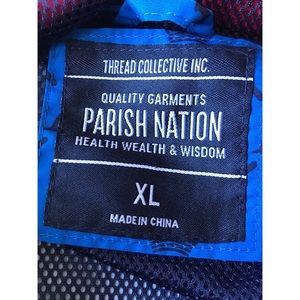 THREAD COLLECTIVE INC.
QUALITY GARMENTS
PARISH NATION
HEALTH WEALTH & WISDOM
XL
MADE IN CHINA